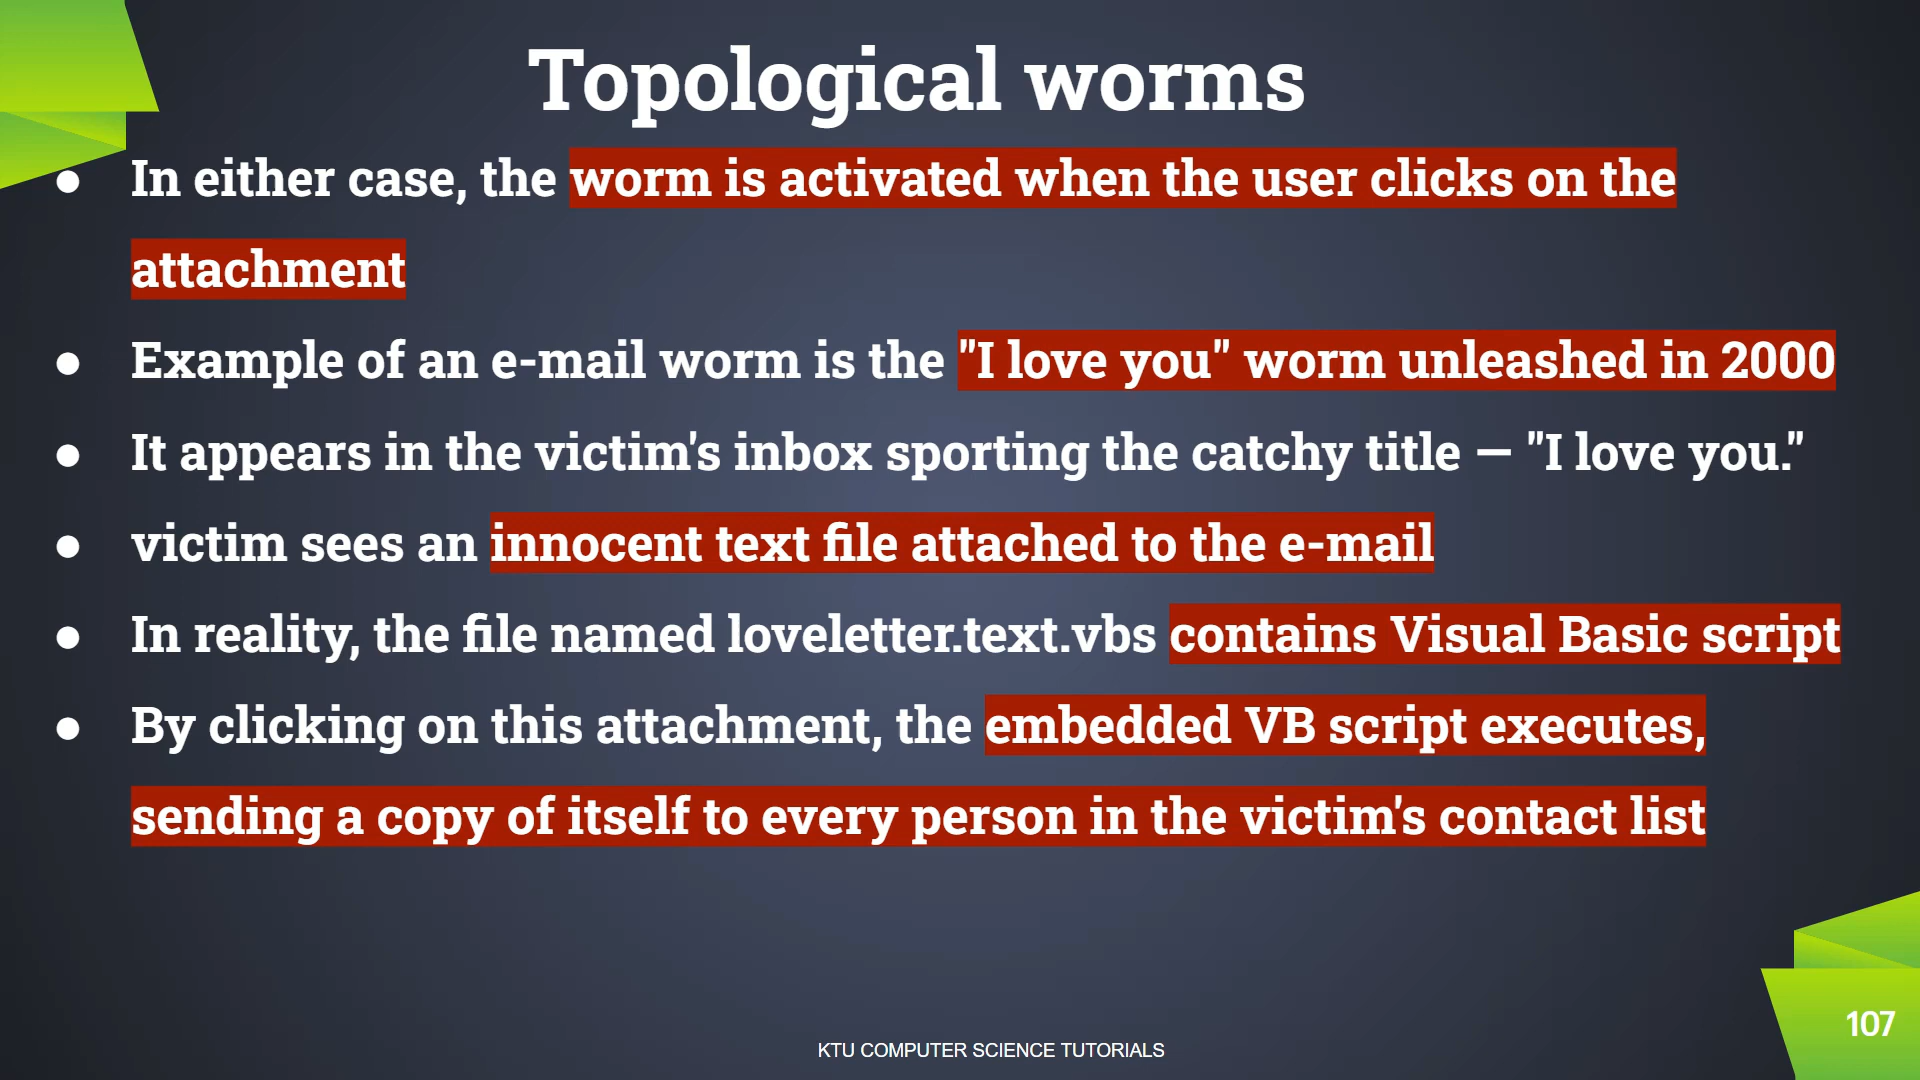 Topological worms
● In either case, the worm is activated when the user clicks on the
attachment
● Example of an e-mail worm is the "I love you" worm unleashed in 2000
● It appears in the victim's inbox sporting the catchy title — "I love you."
● victim sees an innocent text file attached to the e-mail
● In reality, the file named loveletter.text.vbs contains Visual Basic script
● By clicking on this attachment, the embedded VB script executes,
sending a copy of itself to every person in the victim's contact list
107
KTU COMPUTER SCIENCE TUTORIALS